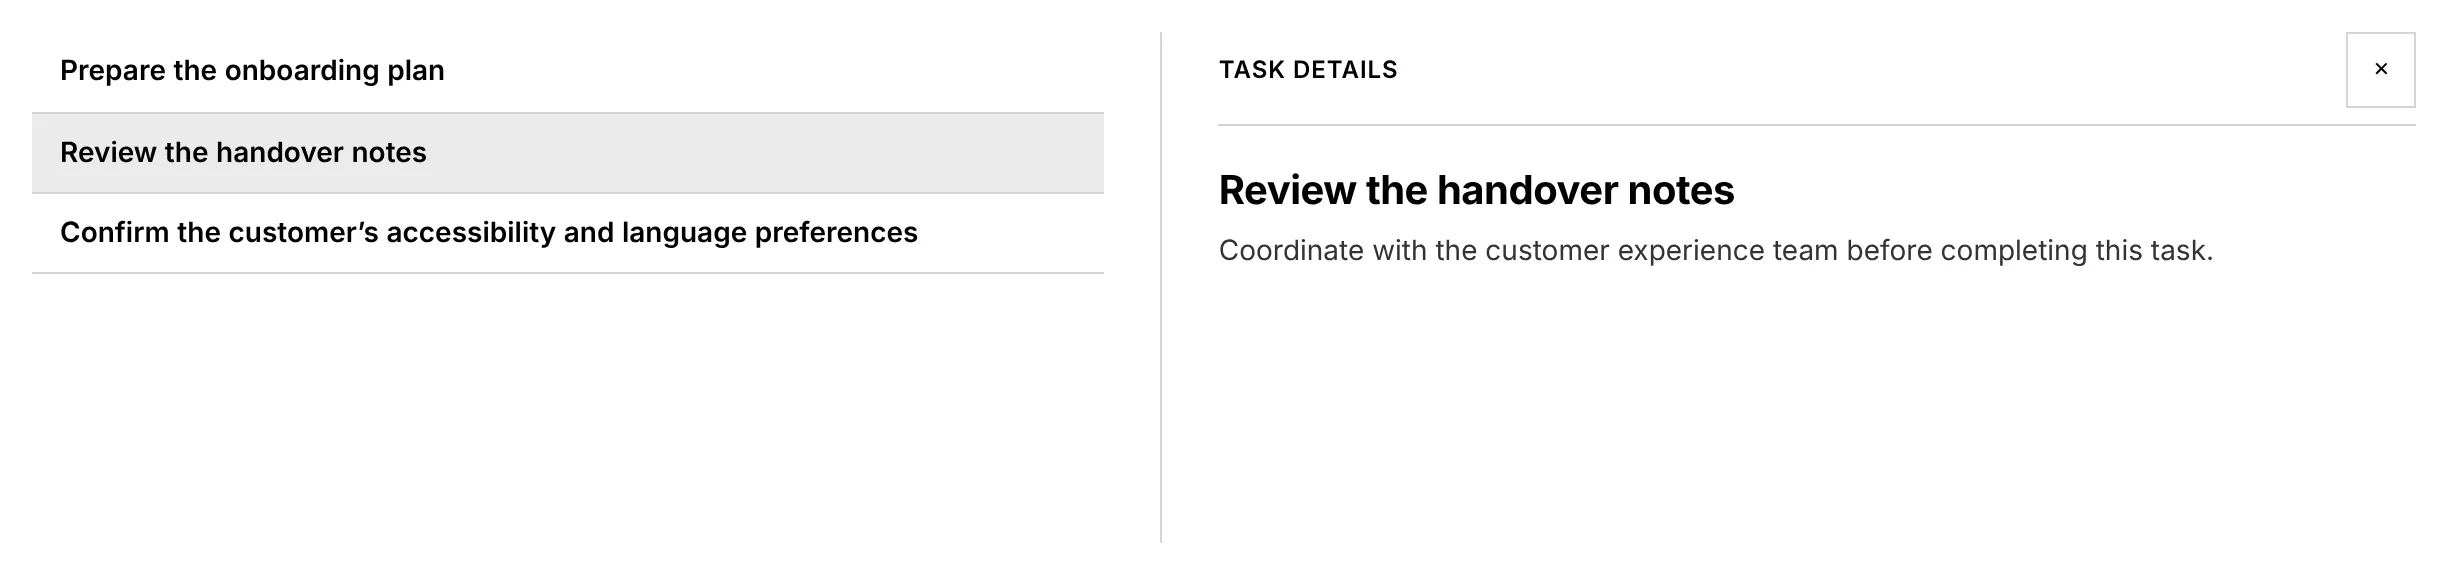 Prepare the onboarding plan
Review the handover notes
Confirm the customer’s accessibility and language preferences
TASK DETAILS
×
Review the handover notes
Coordinate with the customer experience team before completing this task.